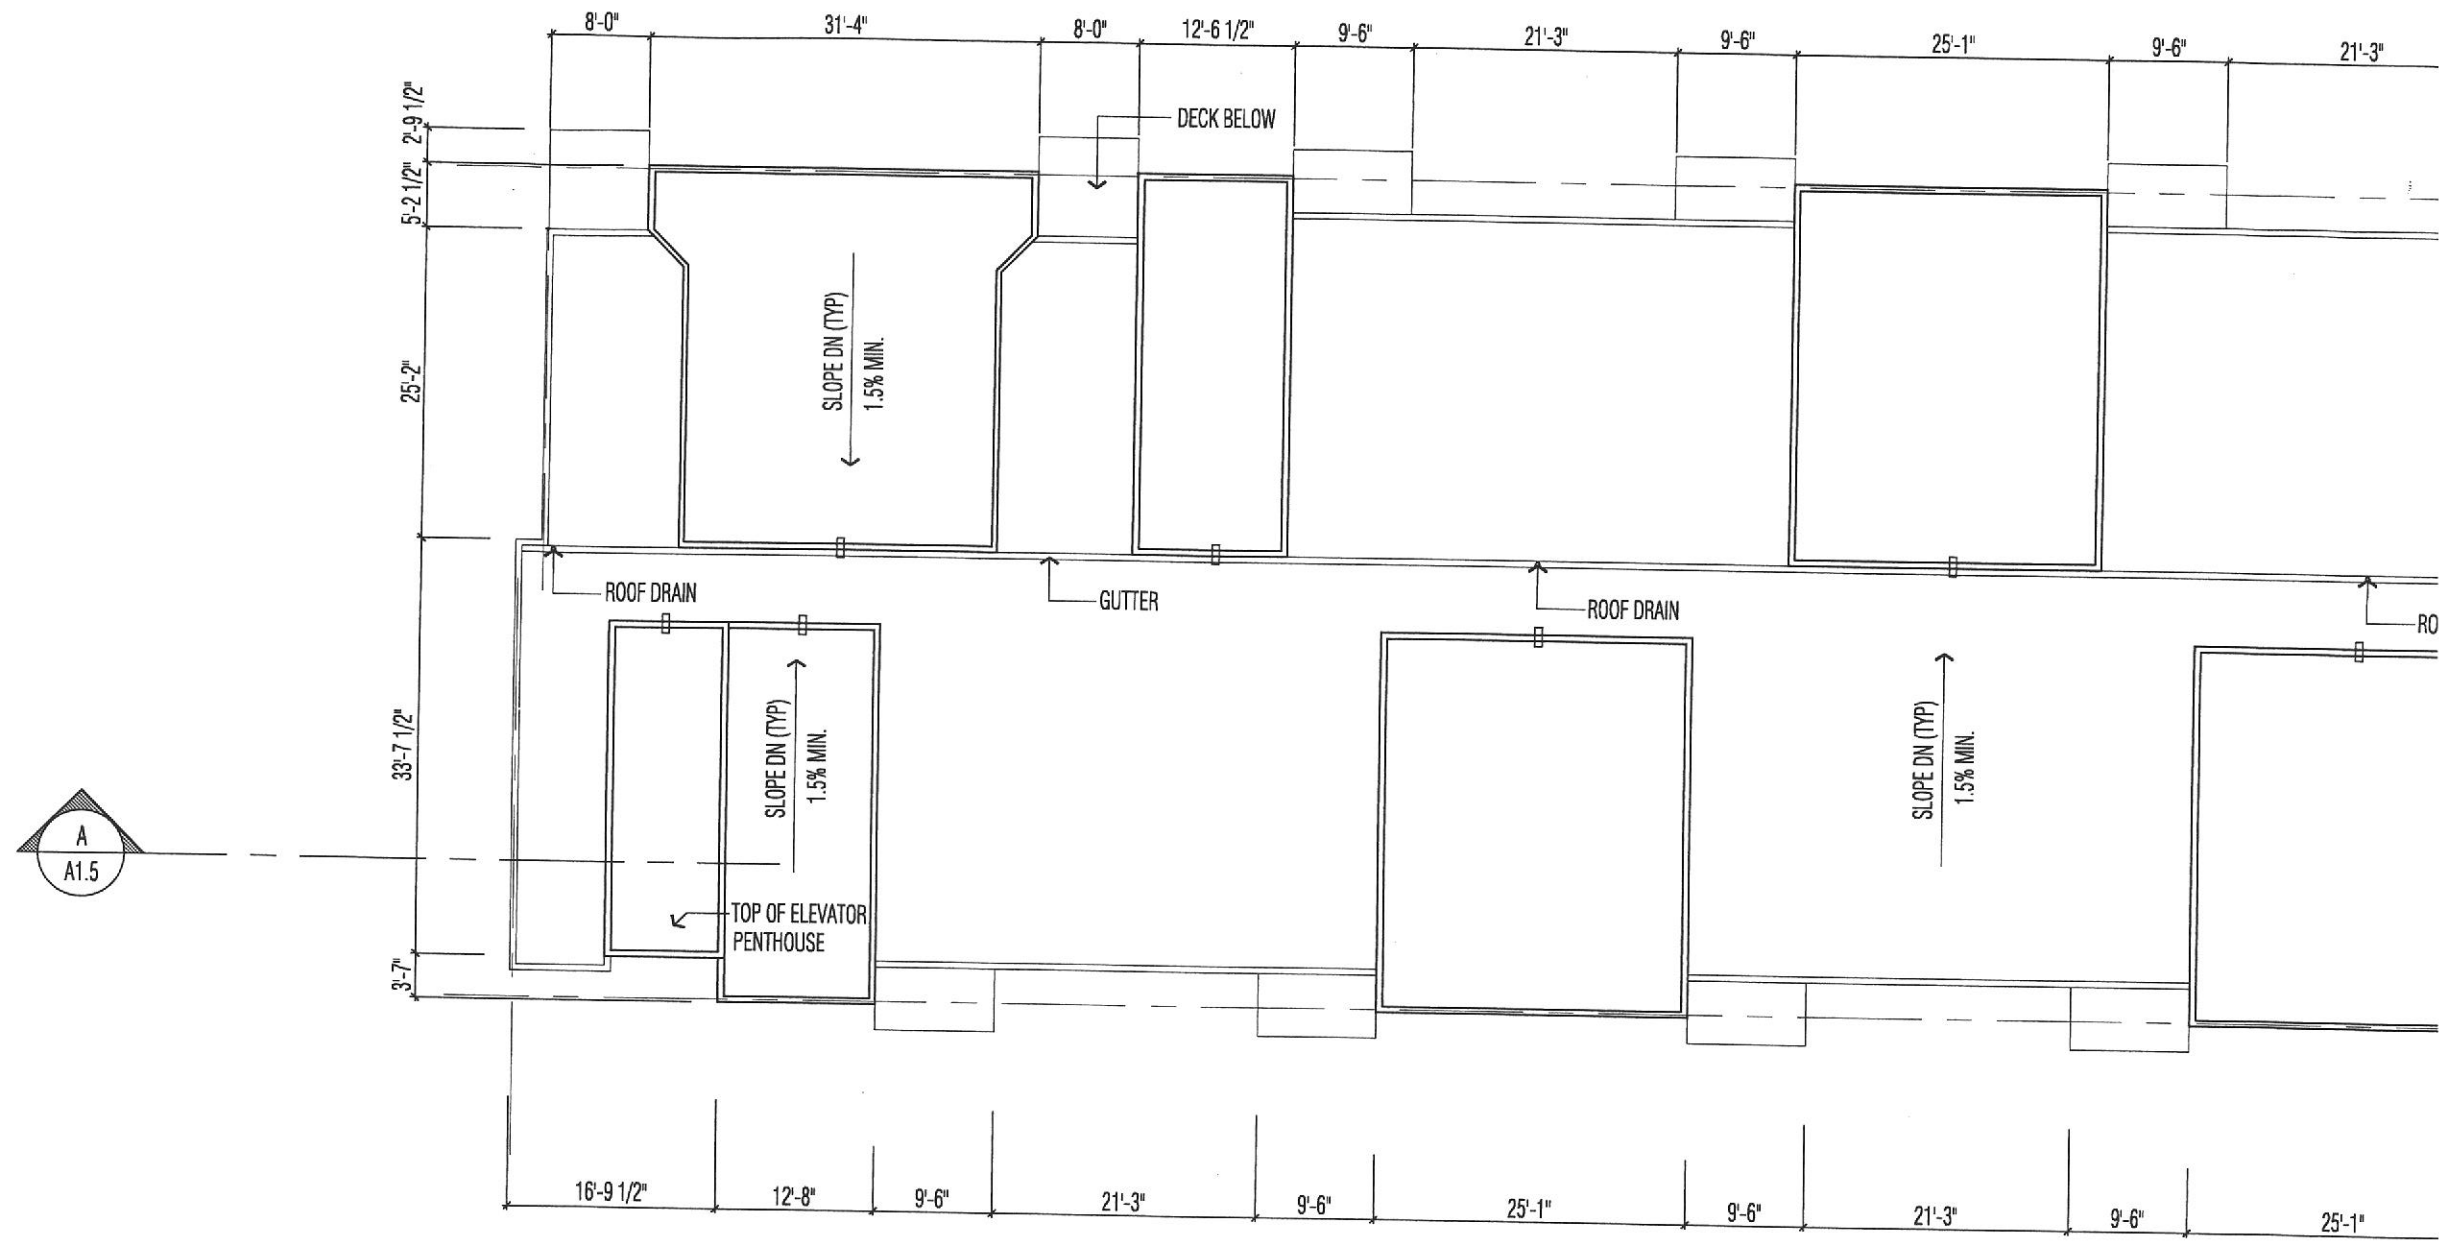 8'-0"
31'-4"
8'-0"
12'-6 1/2"
9'-6"
21'-3"
9'-6"
25'-1"
9'-6"
21'-3"
2'-9 1/2"
5'-2 1/2"
25'-2"
33'-7 1/2"
3'-7"
DECK BELOW
SLOPE DN (TYP)
1.5% MIN.
ROOF DRAIN
GUTTER
ROOF DRAIN
RO
SLOPE DN (TYP)
1.5% MIN.
SLOPE DN (TYP)
1.5% MIN.
A
A1.5
TOP OF ELEVATOR
PENTHOUSE
16'-9 1/2"
12'-8"
9'-6"
21'-3"
9'-6"
25'-1"
9'-6"
21'-3"
9'-6"
25'-1"